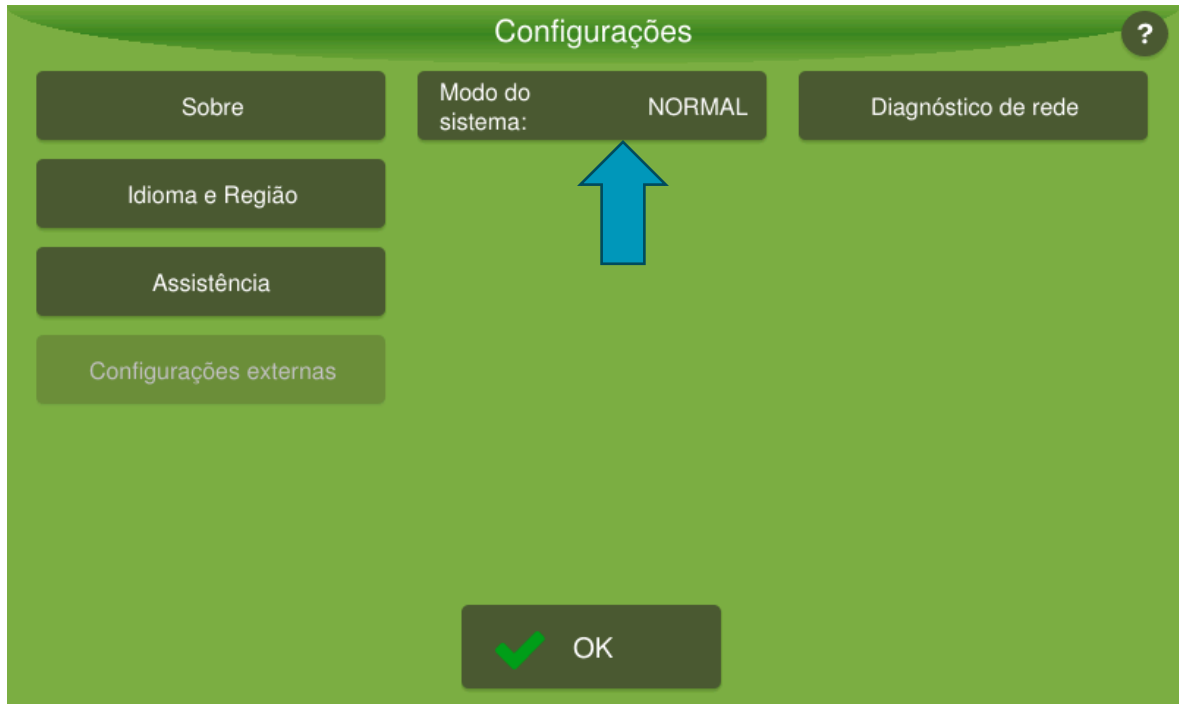 Configurações
?
Sobre
Modo do
sistema:
NORMAL
Diagnóstico de rede
Idioma e Região
Assistência
Configurações externas
OK